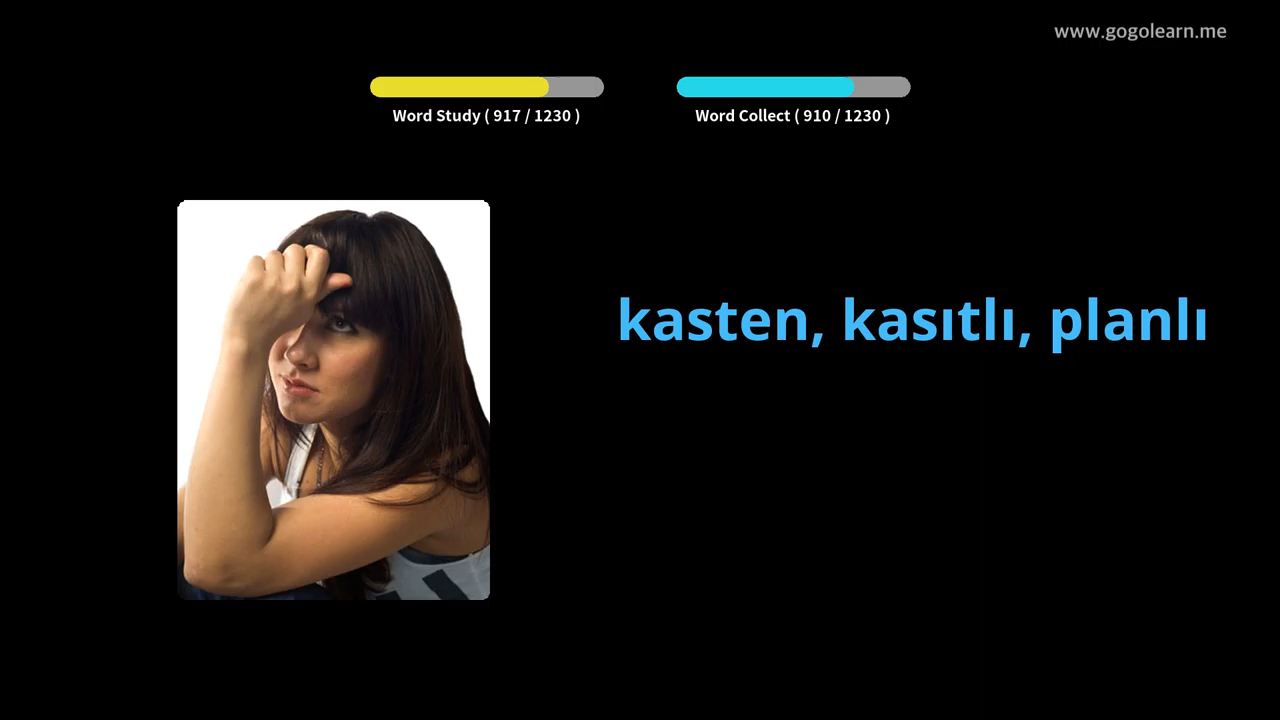 www.gogolearn.me
Word Study ( 917 / 1230 )
Word Collect ( 910 / 1230 )
kasten, kasıtlı, planlı